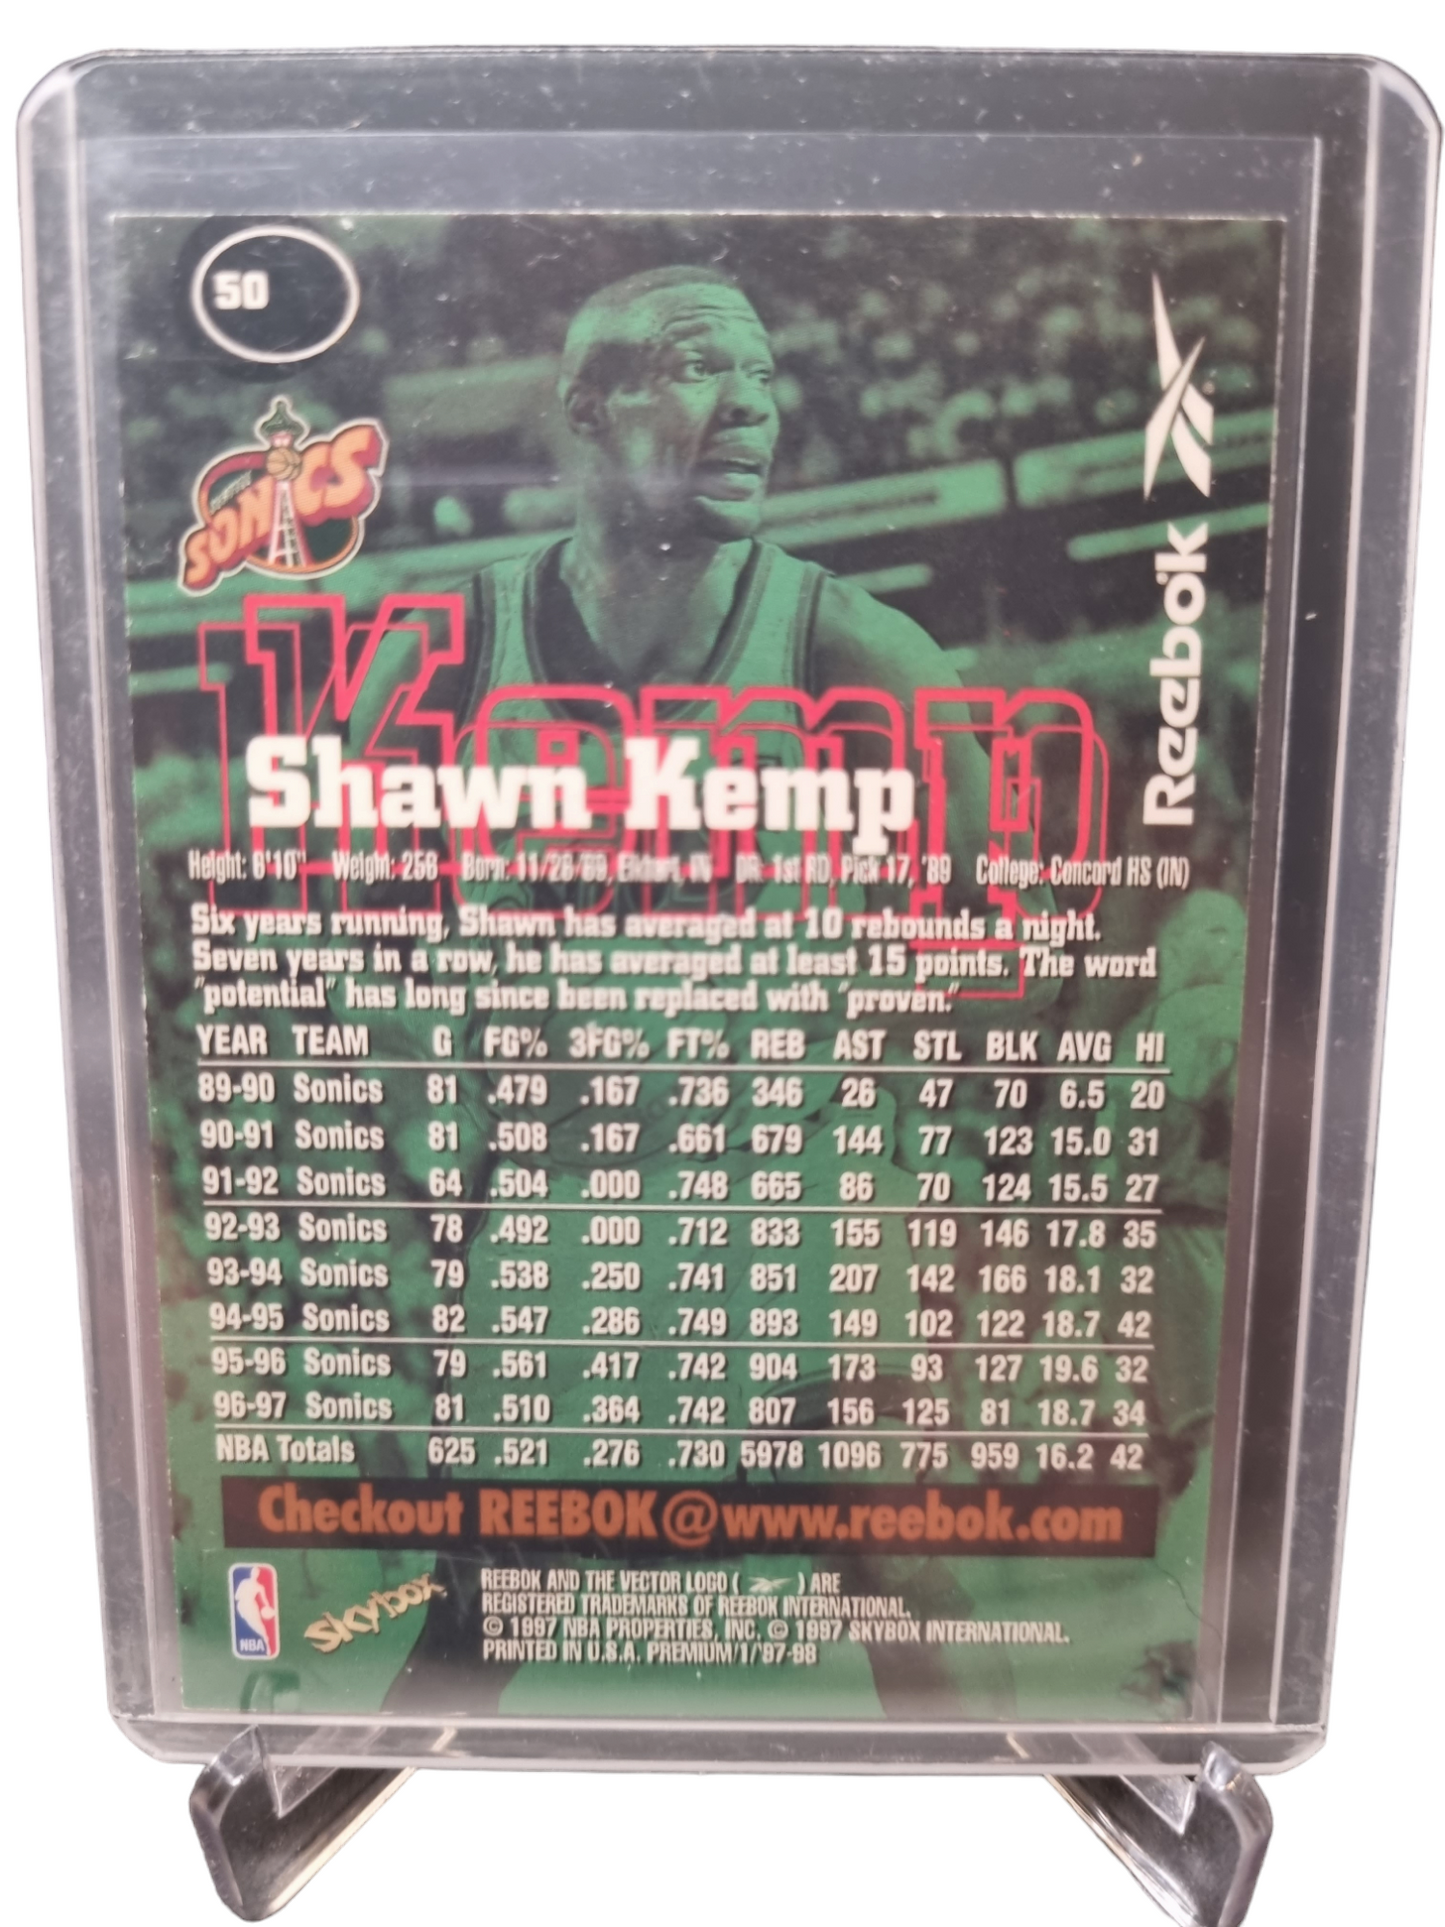 50
SEATTLE
SONICS
Reebok
Kemp
Shawn Kemp
Height: 6'10" Weight: 256 Born: 11/26/69, Elkhart, IN DR: 1st RD, Pick 17, '89 College: Concord HS (IN)
Six years running, Shawn has averaged at 10 rebounds a night.
Seven years in a row, he has averaged at least 15 points. The word
"potential" has long since been replaced with "proven."
YEAR TEAM G FG% 3FG% FT% REB AST STL BLK AVG HI
89-90 Sonics 81 .479 .167 .736 346 26 47 70 6.5 20
90-91 Sonics 81 .508 .167 .661 679 144 77 123 15.0 31
91-92 Sonics 64 .504 .000 .748 665 86 70 124 15.5 27
92-93 Sonics 78 .492 .000 .712 833 155 119 146 17.8 35
93-94 Sonics 79 .538 .250 .741 851 207 142 166 18.1 32
94-95 Sonics 82 .547 .286 .749 893 149 102 122 18.7 42
95-96 Sonics 79 .561 .417 .742 904 173 93 127 19.6 32
96-97 Sonics 81 .510 .364 .742 807 156 125 81 18.7 34
NBA Totals 625 .521 .276 .730 5978 1096 775 959 16.2 42
Checkout REEBOK@www.reebok.com
NBA
SkyBox
REEBOK AND THE VECTOR LOGO ( ) ARE
REGISTERED TRADEMARKS OF REEBOK INTERNATIONAL.
© 1997 NBA PROPERTIES, INC. © 1997 SKYBOX INTERNATIONAL.
PRINTED IN U.S.A. PREMIUM/1/'97-98